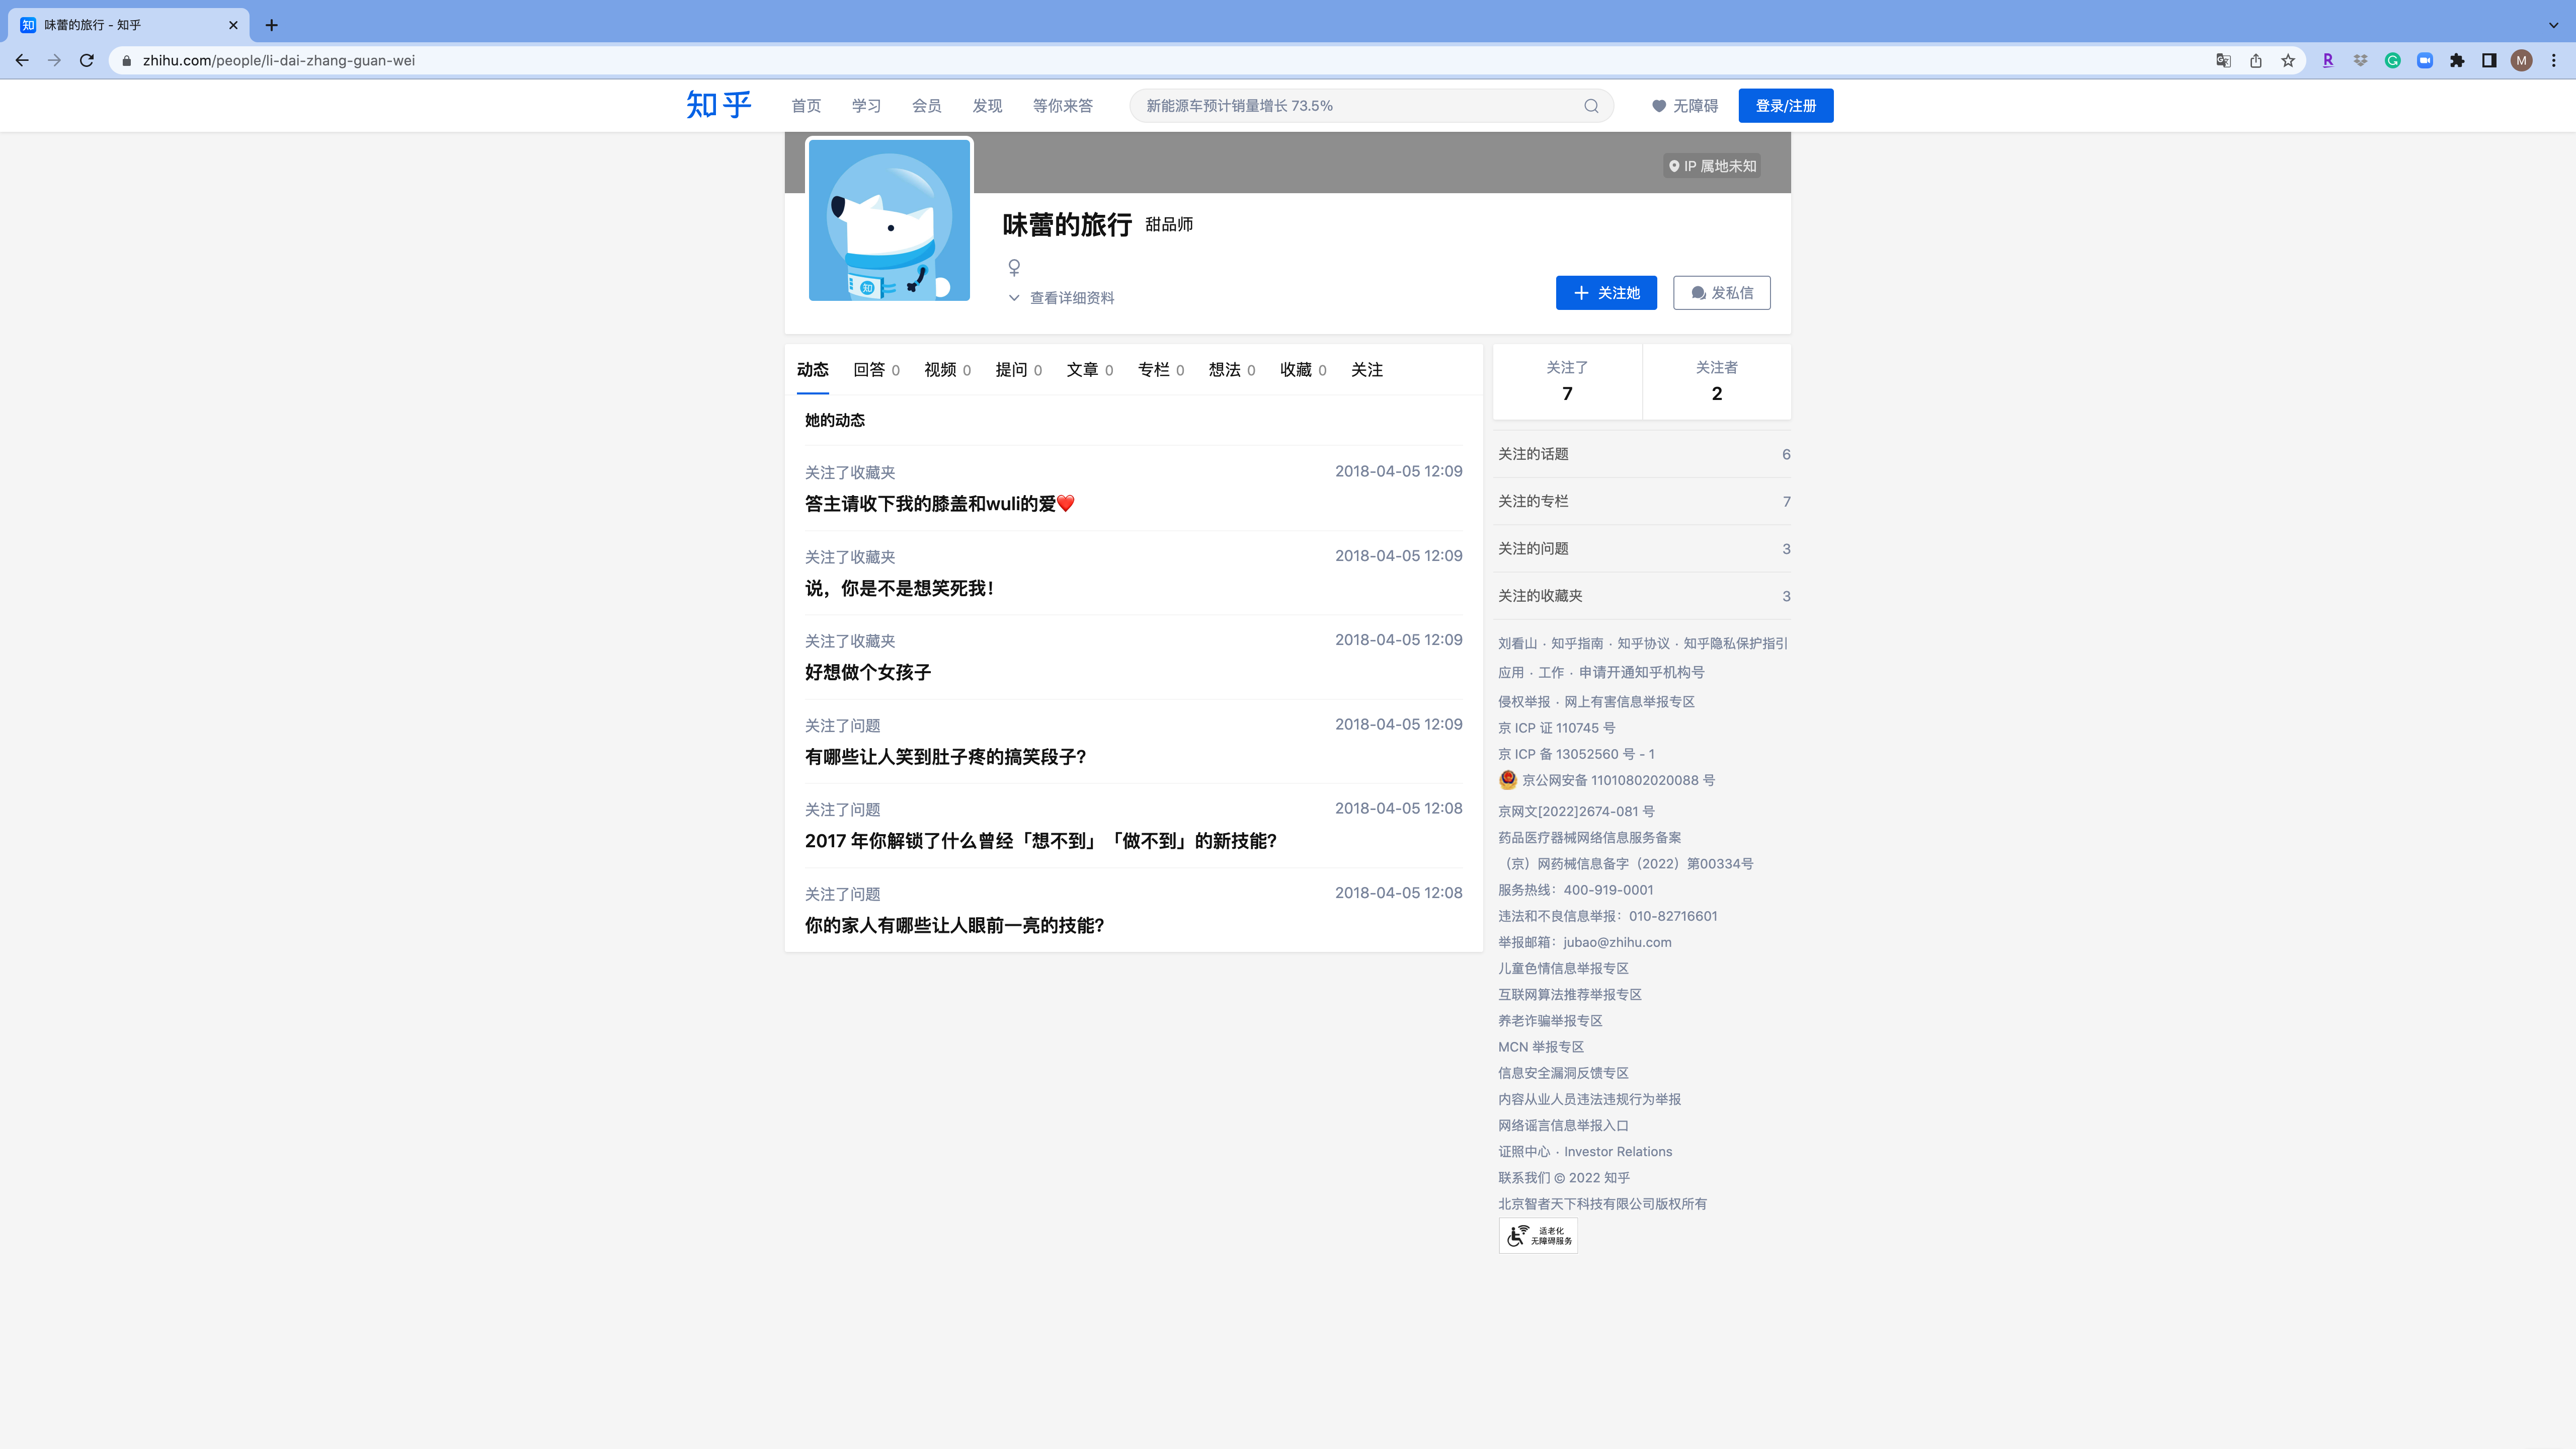 味蕾的旅行 - 知乎
zhihu.com/people/li-dai-zhang-guan-wei
M
知乎
首页 学习 会员 发现 等你来答
新能源车预计销量增长 73.5%
无障碍
登录/注册
IP 属地未知
味蕾的旅行 甜品师
查看详细资料
关注她
发私信
动态 回答 0 视频 0 提问 0 文章 0 专栏 0 想法 0 收藏 0 关注
她的动态
关注了收藏夹 2018-04-05 12:09
答主请收下我的膝盖和wuli的爱❤️
关注了收藏夹 2018-04-05 12:09
说，你是不是想笑死我！
关注了收藏夹 2018-04-05 12:09
好想做个女孩子
关注了问题 2018-04-05 12:09
有哪些让人笑到肚子疼的搞笑段子？
关注了问题 2018-04-05 12:08
2017 年你解锁了什么曾经「想不到」「做不到」的新技能？
关注了问题 2018-04-05 12:08
你的家人有哪些让人眼前一亮的技能？
关注了 关注者
7 2
关注的话题 6
关注的专栏 7
关注的问题 3
关注的收藏夹 3
刘看山 · 知乎指南 · 知乎协议 · 知乎隐私保护指引
应用 · 工作 · 申请开通知乎机构号
侵权举报 · 网上有害信息举报专区
京 ICP 证 110745 号
京 ICP 备 13052560 号 - 1
京公网安备 11010802020088 号
京网文[2022]2674-081 号
药品医疗器械网络信息服务备案
（京）网药械信息备字（2022）第00334号
服务热线：400-919-0001
违法和不良信息举报：010-82716601
举报邮箱：jubao@zhihu.com
儿童色情信息举报专区
互联网算法推荐举报专区
养老诈骗举报专区
MCN 举报专区
信息安全漏洞反馈专区
内容从业人员违法违规行为举报
网络谣言信息举报入口
证照中心 · Investor Relations
联系我们 © 2022 知乎
北京智者天下科技有限公司版权所有
适老化
无障碍服务